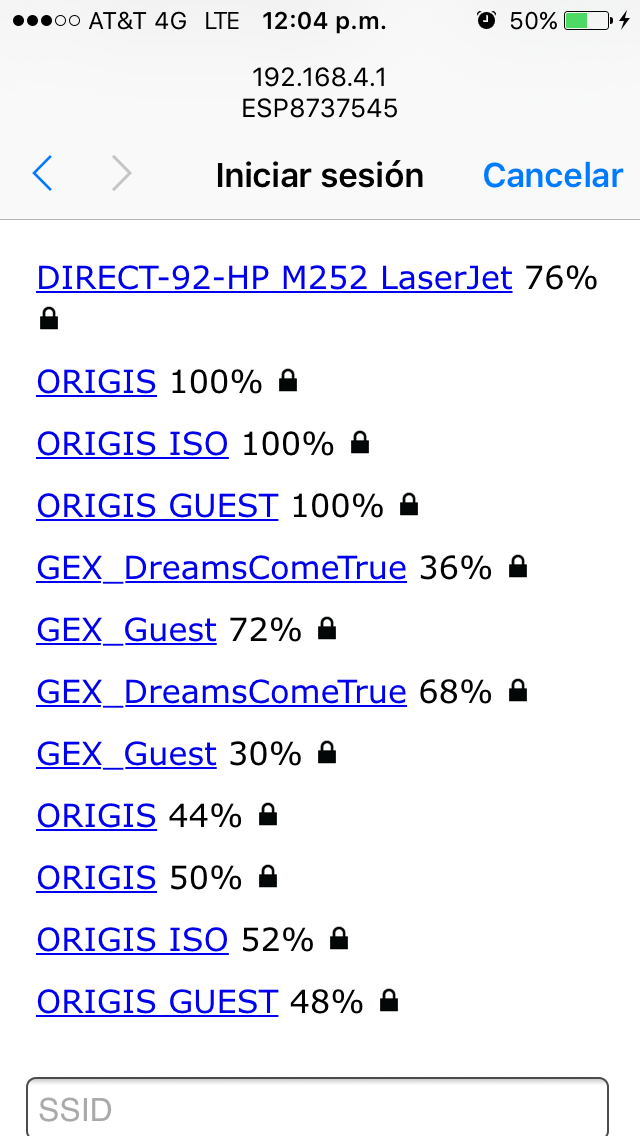 AT&T 4G LTE 12:04 p.m. 50%
192.168.4.1
ESP8737545
Iniciar sesión Cancelar
DIRECT-92-HP M252 LaserJet 76%
ORIGIS 100%
ORIGIS ISO 100%
ORIGIS GUEST 100%
GEX_DreamsComeTrue 36%
GEX_Guest 72%
GEX_DreamsComeTrue 68%
GEX_Guest 30%
ORIGIS 44%
ORIGIS 50%
ORIGIS ISO 52%
ORIGIS GUEST 48%
SSID